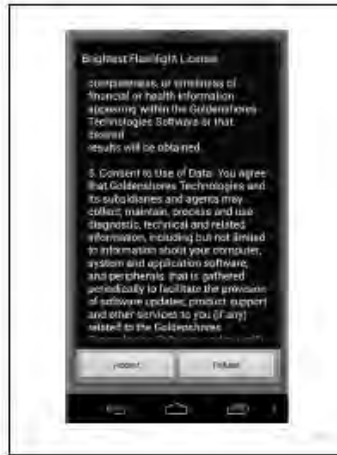 Brightest Flashlight License
completeness, or timeliness of
financial or health information
appearing within the Goldenshores
Technologies Software or that
desired
results will be obtained.
5. Consent to Use of Data. You agree
that Goldenshores Technologies and
its subsidiaries and agents may
collect, maintain, process and use
diagnostic, technical and related
information, including but not limited
to information about your computer,
system and application software,
and peripherals, that is gathered
periodically to facilitate the provision
of software updates, product support
and other services to you (if any)
related to the Goldenshores
Accept
Refuse